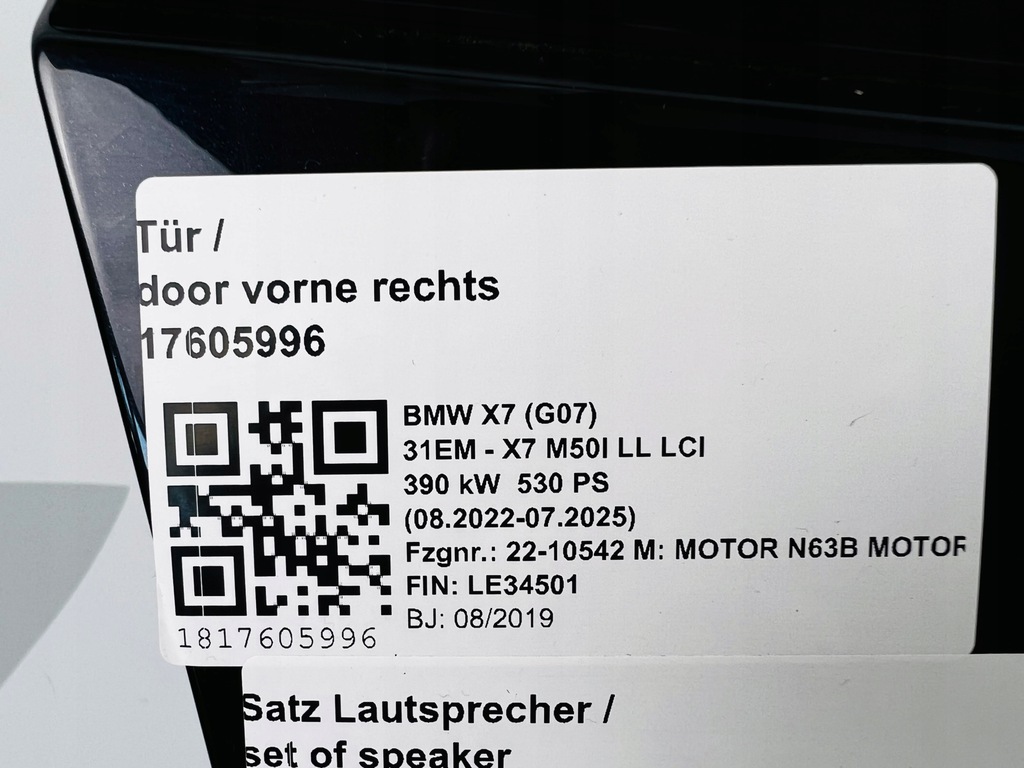 Tür /
door vorne rechts
17605996
BMW X7 (G07)
31EM - X7 M50I LL LCI
390 kW 530 PS
(08.2022-07.2025)
Fzgnr.: 22-10542 M: MOTOR N63B MOTOR
FIN: LE34501
BJ: 08/2019
1817605996
Satz Lautsprecher /
set of speaker